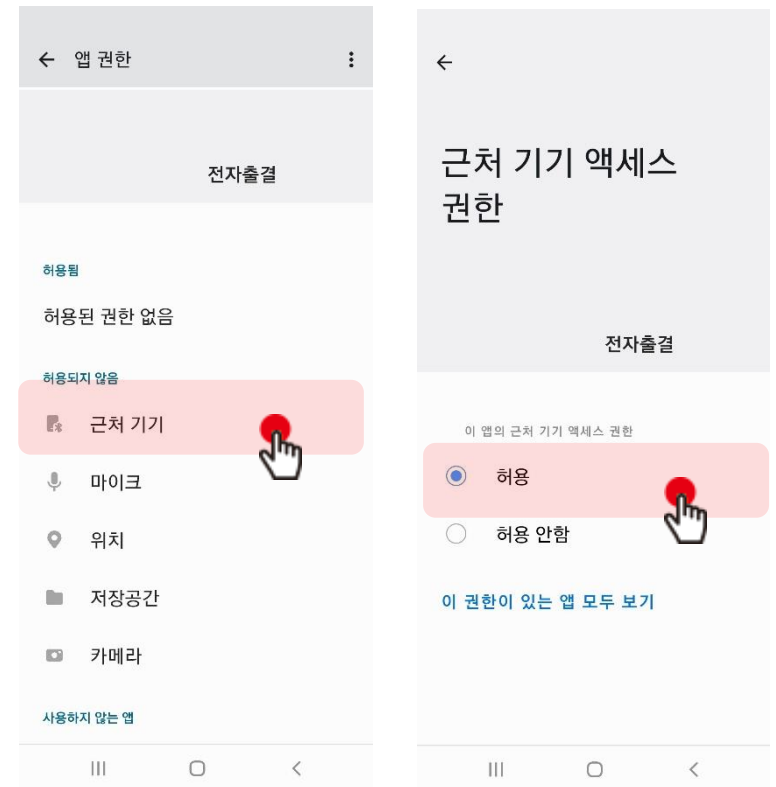 앱 권한
전자출결
허용됨
허용된 권한 없음
허용되지 않음
근처 기기
마이크
위치
저장공간
카메라
사용하지 않는 앱
근처 기기 액세스
권한
전자출결
이 앱의 근처 기기 액세스 권한
허용
허용 안함
이 권한이 있는 앱 모두 보기